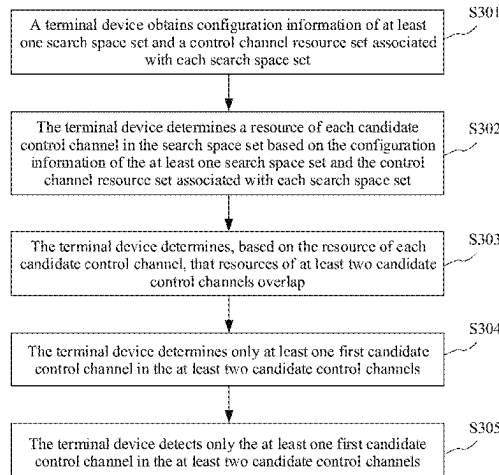 S301
A terminal device obtains configuration information of at least
one search space set and a control channel resource set associated
with each search space set
S302
The terminal device determines a resource of each candidate
control channel in the search space set based on the configuration
information of the at least one search space set and the control
channel resource set associated with each search space set
S303
The terminal device determines, based on the resource of each
candidate control channel, that resources of at least two candidate
control channels overlap
S304
The terminal device determines only at least one first candidate
control channel in the at least two candidate control channels
S305
The terminal device detects only the at least one first candidate
control channel in the at least two candidate control channels